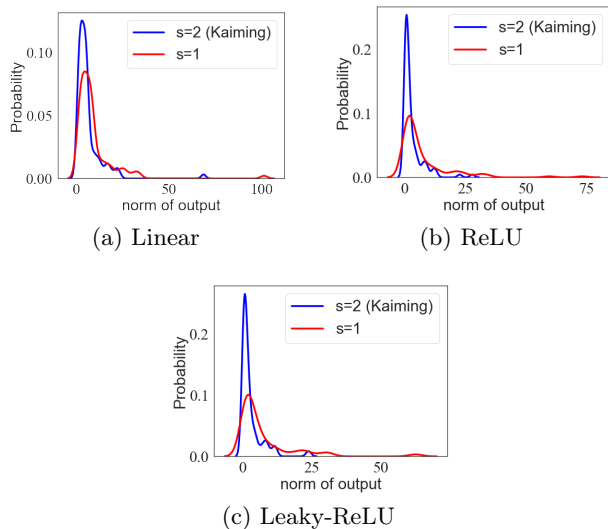 s=2 (Kaiming)
s=1
Probability
0.10
0.05
0.00
0 50 100
norm of output
(a) Linear
s=2 (Kaiming)
s=1
Probability
0.2
0.1
0.0
0 25 50 75
norm of output
(b) ReLU
s=2 (Kaiming)
s=1
Probability
0.2
0.1
0.0
0 25 50
norm of output
(c) Leaky-ReLU